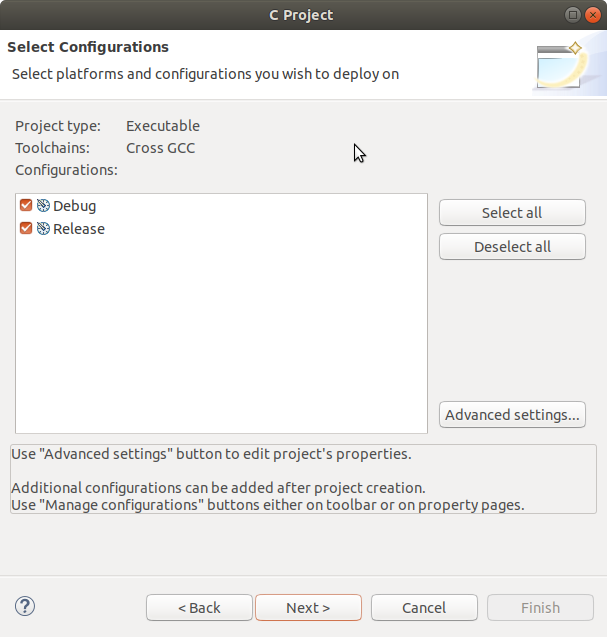 C Project
Select Configurations
Select platforms and configurations you wish to deploy on
Project type: Executable
Toolchains: Cross GCC
Configurations:
Debug
Release
Select all
Deselect all
Advanced settings...
Use "Advanced settings" button to edit project's properties.
Additional configurations can be added after project creation.
Use "Manage configurations" buttons either on toolbar or on property pages.
? < Back Next > Cancel Finish